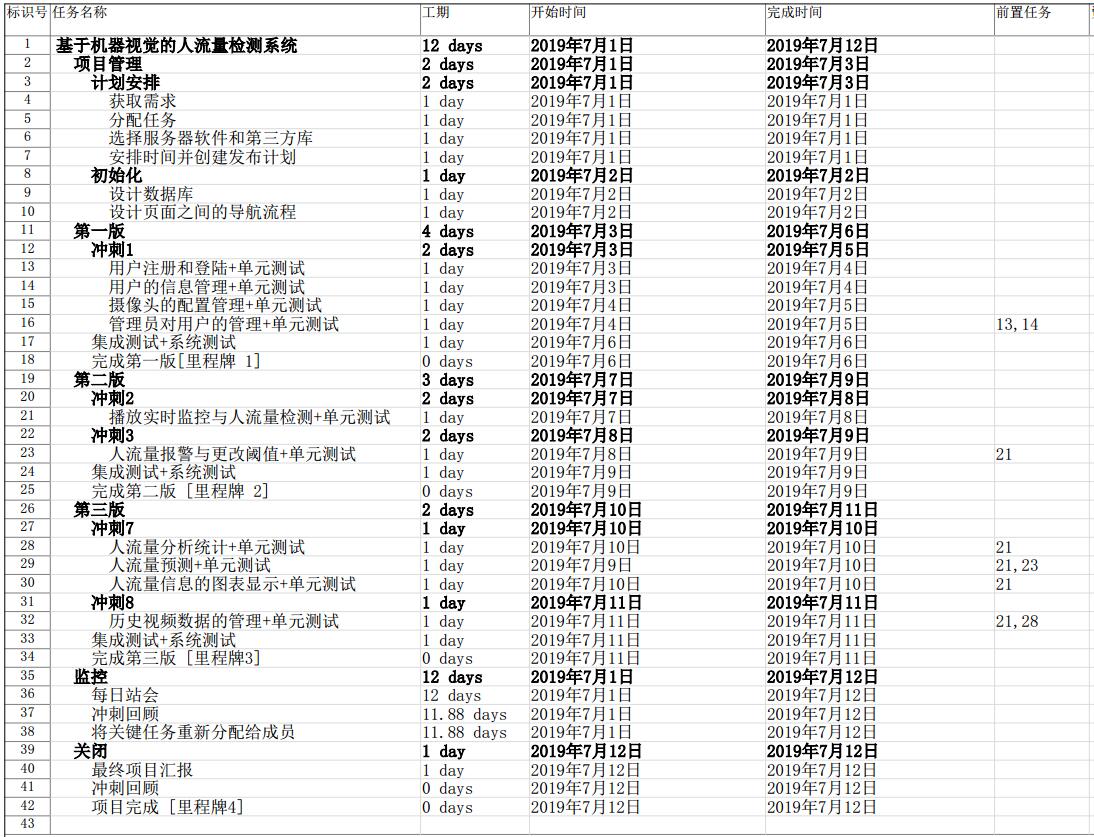 标识号 任务名称 工期 开始时间 完成时间 前置任务
1 基于机器视觉的人流量检测系统 12 days 2019年7月1日 2019年7月12日
2 项目管理 2 days 2019年7月1日 2019年7月3日
3 计划安排 2 days 2019年7月1日 2019年7月3日
4 获取需求 1 day 2019年7月1日 2019年7月1日
5 分配任务 1 day 2019年7月1日 2019年7月1日
6 选择服务器软件和第三方库 1 day 2019年7月1日 2019年7月1日
7 安排时间并创建发布计划 1 day 2019年7月1日 2019年7月1日
8 初始化 1 day 2019年7月2日 2019年7月2日
9 设计数据库 1 day 2019年7月2日 2019年7月2日
10 设计页面之间的导航流程 1 day 2019年7月2日 2019年7月2日
11 第一版 4 days 2019年7月3日 2019年7月6日
12 冲刺1 2 days 2019年7月3日 2019年7月5日
13 用户注册和登陆+单元测试 1 day 2019年7月3日 2019年7月4日
14 用户的信息管理+单元测试 1 day 2019年7月3日 2019年7月4日
15 摄像头的配置管理+单元测试 1 day 2019年7月4日 2019年7月5日
16 管理员对用户的管理+单元测试 1 day 2019年7月4日 2019年7月5日 13,14
17 集成测试+系统测试 1 day 2019年7月6日 2019年7月6日
18 完成第一版[里程牌 1] 0 days 2019年7月6日 2019年7月6日
19 第二版 3 days 2019年7月7日 2019年7月9日
20 冲刺2 2 days 2019年7月7日 2019年7月8日
21 播放实时监控与人流量检测+单元测试 1 day 2019年7月7日 2019年7月8日
22 冲刺3 2 days 2019年7月8日 2019年7月9日
23 人流量报警与更改阈值+单元测试 1 day 2019年7月8日 2019年7月9日 21
24 集成测试+系统测试 1 day 2019年7月9日 2019年7月9日
25 完成第二版 [里程牌 2] 0 days 2019年7月9日 2019年7月9日
26 第三版 2 days 2019年7月10日 2019年7月11日
27 冲刺7 1 day 2019年7月10日 2019年7月10日
28 人流量分析统计+单元测试 1 day 2019年7月10日 2019年7月10日 21
29 人流量预测+单元测试 1 day 2019年7月9日 2019年7月10日 21,23
30 人流量信息的图表显示+单元测试 1 day 2019年7月10日 2019年7月10日 21
31 冲刺8 1 day 2019年7月11日 2019年7月11日
32 历史视频数据的管理+单元测试 1 day 2019年7月11日 2019年7月11日 21,28
33 集成测试+系统测试 1 day 2019年7月11日 2019年7月11日
34 完成第三版 [里程牌3] 0 days 2019年7月11日 2019年7月11日
35 监控 12 days 2019年7月1日 2019年7月12日
36 每日站会 12 days 2019年7月1日 2019年7月12日
37 冲刺回顾 11.88 days 2019年7月1日 2019年7月12日
38 将关键任务重新分配给成员 11.88 days 2019年7月1日 2019年7月12日
39 关闭 1 day 2019年7月12日 2019年7月12日
40 最终项目汇报 1 day 2019年7月12日 2019年7月12日
41 冲刺回顾 0 days 2019年7月12日 2019年7月12日
42 项目完成 [里程牌4] 0 days 2019年7月12日 2019年7月12日
43